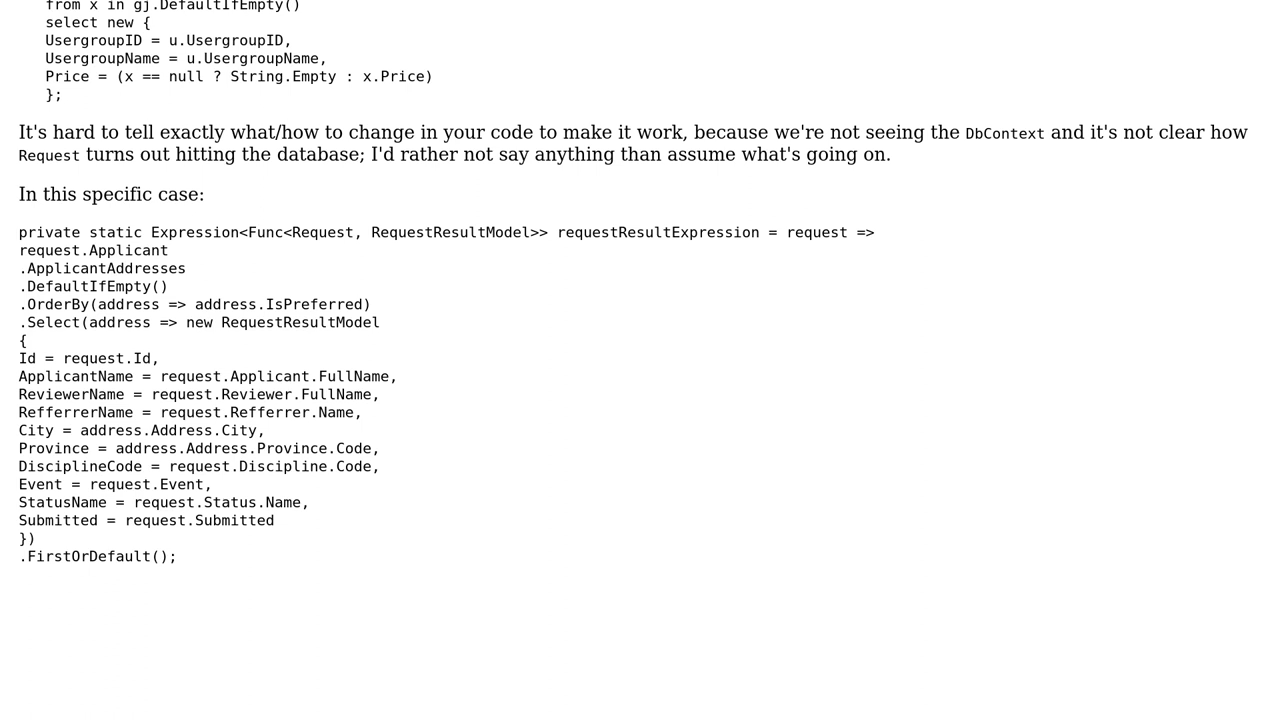 from x in gj.DefaultIfEmpty()
select new {
UsergroupID = u.UsergroupID,
UsergroupName = u.UsergroupName,
Price = (x == null ? String.Empty : x.Price)
};
It's hard to tell exactly what/how to change in your code to make it work, because we're not seeing the DbContext and it's not clear how
Request turns out hitting the database; I'd rather not say anything than assume what's going on.
In this specific case:
private static Expression<Func<Request, RequestResultModel>> requestResultExpression = request =>
request.Applicant
.ApplicantAddresses
.DefaultIfEmpty()
.OrderBy(address => address.IsPreferred)
.Select(address => new RequestResultModel
{
Id = request.Id,
ApplicantName = request.Applicant.FullName,
ReviewerName = request.Reviewer.FullName,
RefferrerName = request.Refferrer.Name,
City = address.Address.City,
Province = address.Address.Province.Code,
DisciplineCode = request.Discipline.Code,
Event = request.Event,
StatusName = request.Status.Name,
Submitted = request.Submitted
})
.FirstOrDefault();